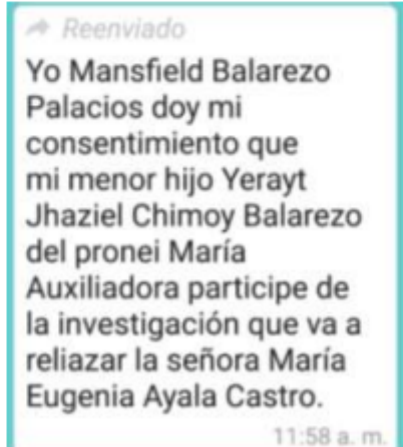 Reenviado
Yo Mansfield Balarezo
Palacios doy mi
consentimiento que
mi menor hijo Yerayt
Jhaziel Chimoy Balarezo
del pronei María
Auxiliadora participe de
la investigación que va a
reliazar la señora María
Eugenia Ayala Castro.
11:58 a. m.